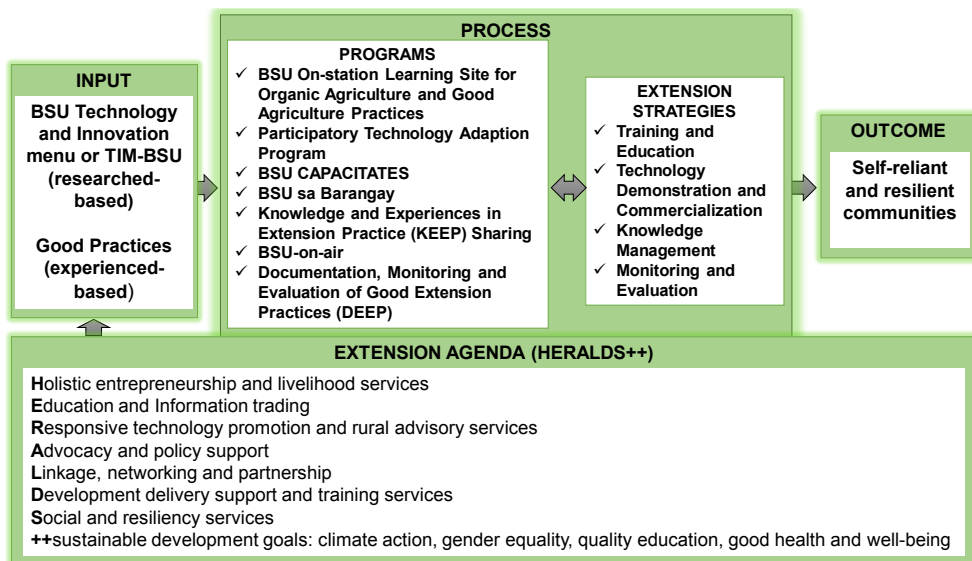 PROCESS
INPUT
BSU Technology
and Innovation
menu or TIM-BSU
(researched-
based)
Good Practices
(experienced-
based)
PROGRAMS
✓ BSU On-station Learning Site for
Organic Agriculture and Good
Agriculture Practices
✓ Participatory Technology Adaption
Program
✓ BSU CAPACITATES
✓ BSU sa Barangay
✓ Knowledge and Experiences in
Extension Practice (KEEP) Sharing
✓ BSU-on-air
✓ Documentation, Monitoring and
Evaluation of Good Extension
Practices (DEEP)
EXTENSION
STRATEGIES
✓ Training and
Education
✓ Technology
Demonstration and
Commercialization
✓ Knowledge
Management
✓ Monitoring and
Evaluation
OUTCOME
Self-reliant
and resilient
communities
EXTENSION AGENDA (HERALDS++)
Holistic entrepreneurship and livelihood services
Education and Information trading
Responsive technology promotion and rural advisory services
Advocacy and policy support
Linkage, networking and partnership
Development delivery support and training services
Social and resiliency services
++sustainable development goals: climate action, gender equality, quality education, good health and well-being